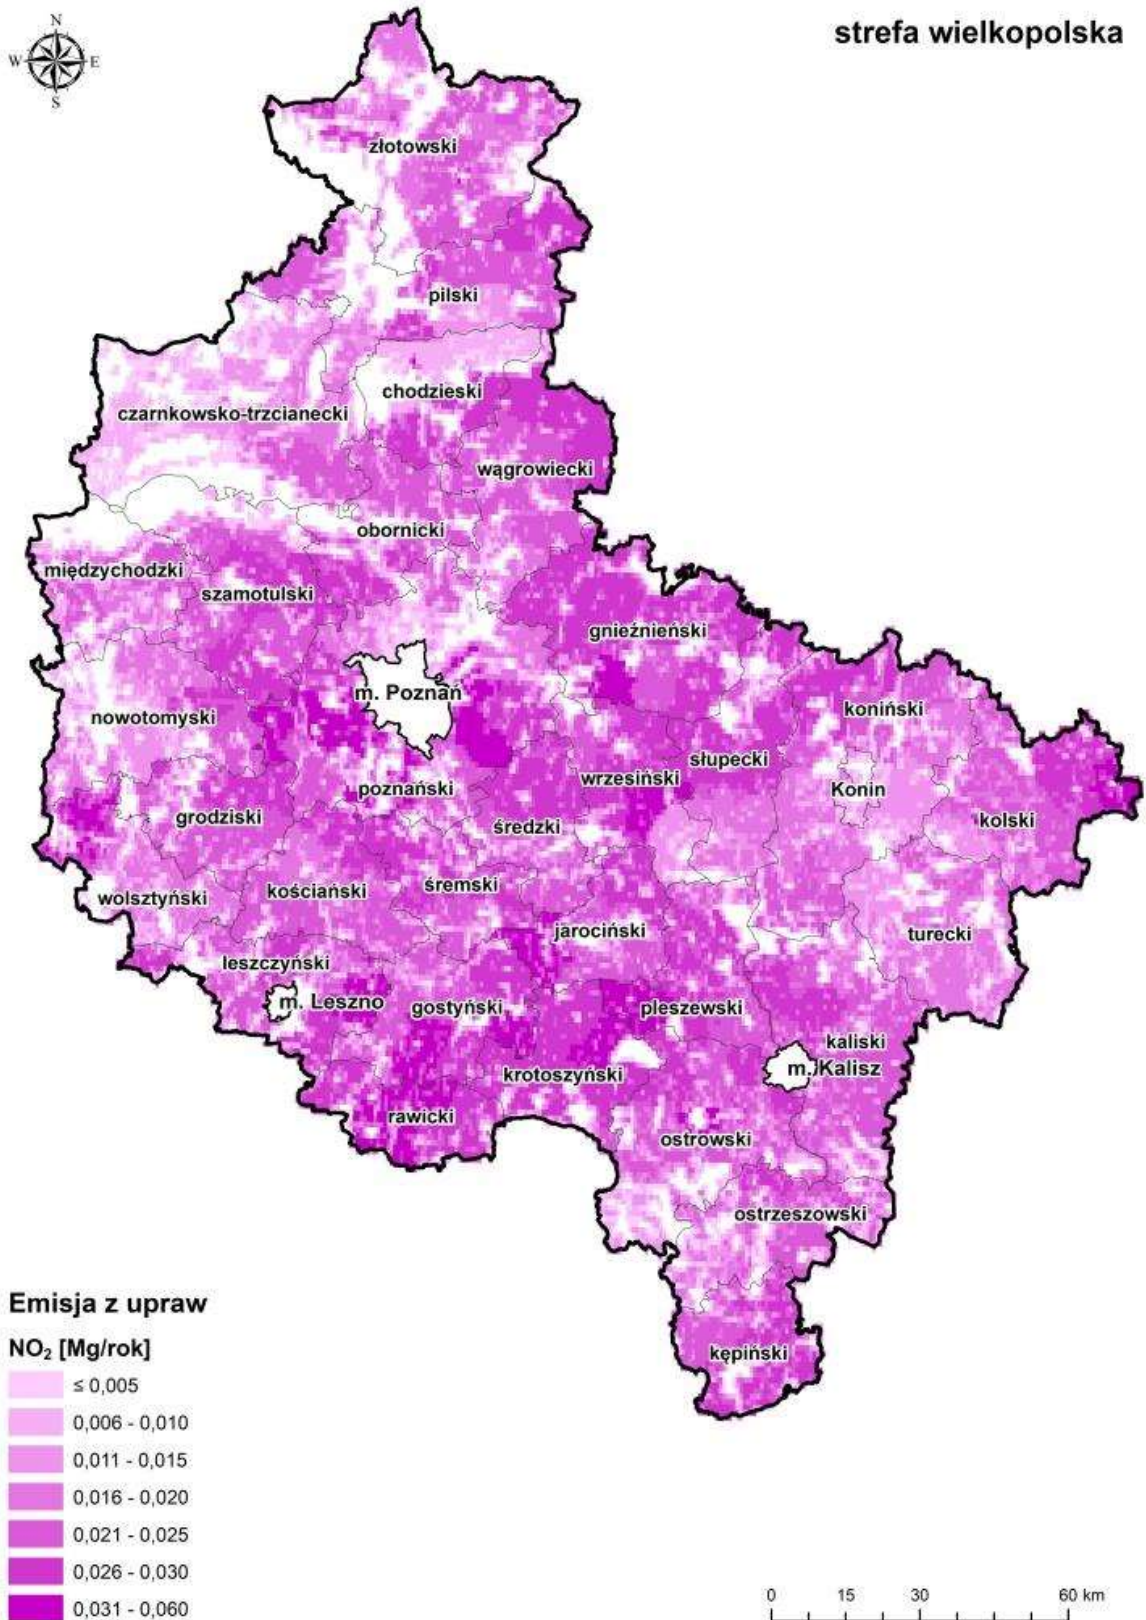 N
strefa wielkopolska
W E
S
złotowski
pilski
chodzieski
czarnkowsko-trzcianecki
wągrowiecki
obornicki
międzychodzki
szamotulski
gnieźnieński
m. Poznań
nowotomyski
koniński
słupecki
wrzesiński
Konin
poznański
grodziski
średzki
kolski
śremski
kościański
wolsztyński
jarociński
turecki
leszczyński
m. Leszno
gostyński
pleszewski
kaliski
m. Kalisz
krotoszyński
rawicki
ostrowski
ostrzeszowski
Emisja z upraw
NO₂ [Mg/rok]
kępiński
≤ 0,005
0,006 - 0,010
0,011 - 0,015
0,016 - 0,020
0,021 - 0,025
0,026 - 0,030
0,031 - 0,060
0 15 30 60 km